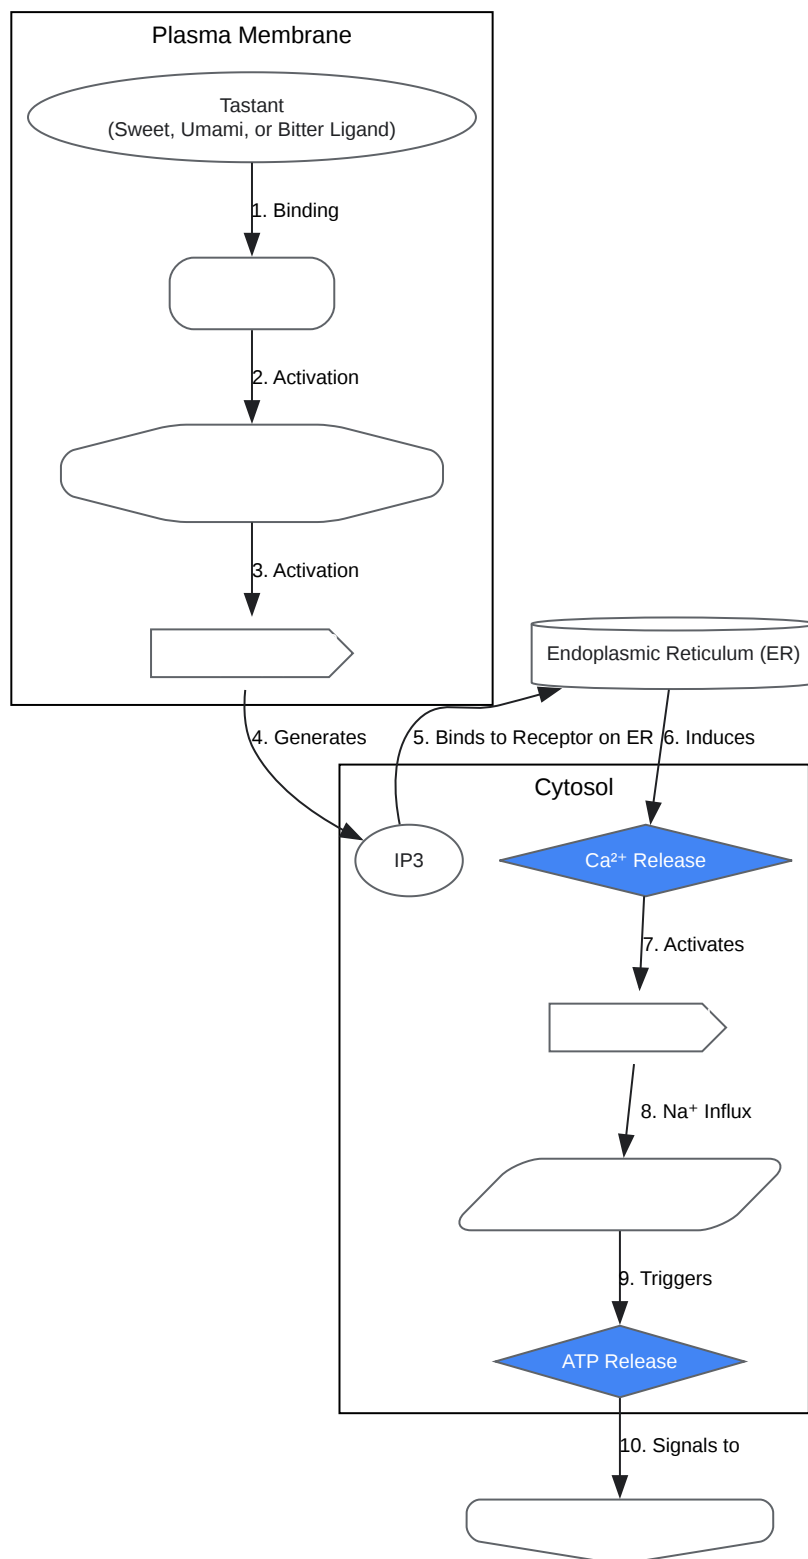 Plasma Membrane
Tastant
(Sweet, Umami, or Bitter Ligand)
1. Binding
2. Activation
3. Activation
Endoplasmic Reticulum (ER)
4. Generates
5. Binds to Receptor on ER
6. Induces
Cytosol
IP3
Ca²⁺ Release
7. Activates
8. Na⁺ Influx
9. Triggers
ATP Release
10. Signals to